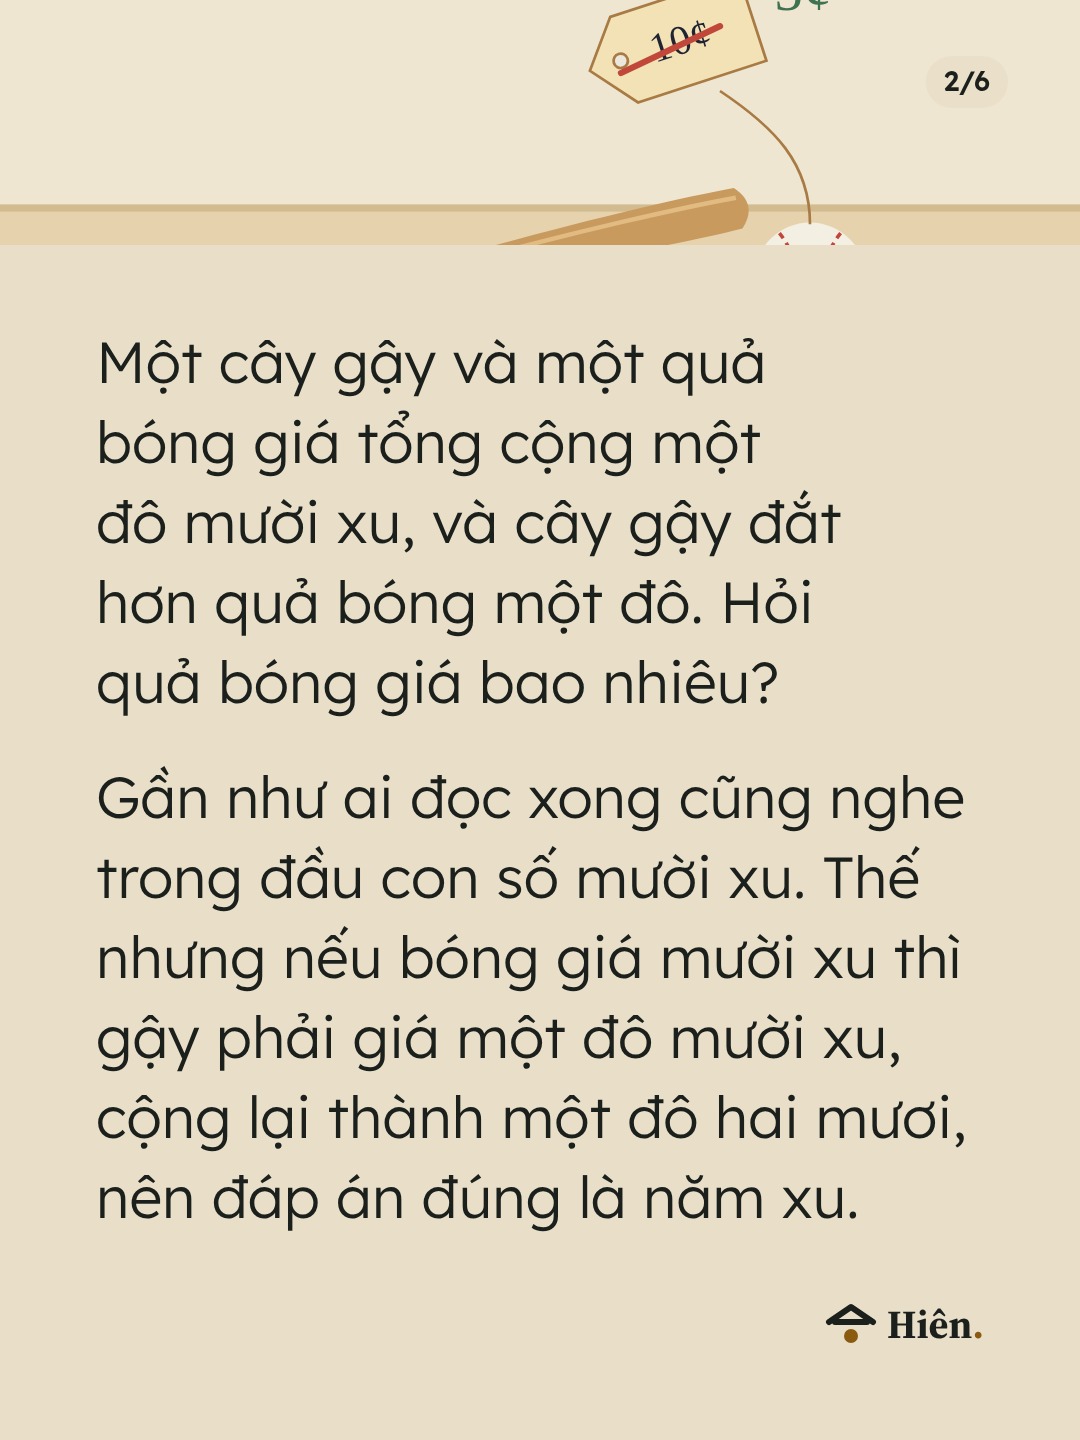 10¢
5¢
2/6
Một cây gậy và một quả
bóng giá tổng cộng một
đô mười xu, và cây gậy đắt
hơn quả bóng một đô. Hỏi
quả bóng giá bao nhiêu?
Gần như ai đọc xong cũng nghe
trong đầu con số mười xu. Thế
nhưng nếu bóng giá mười xu thì
gậy phải giá một đô mười xu,
cộng lại thành một đô hai mươi,
nên đáp án đúng là năm xu.
Hiên.